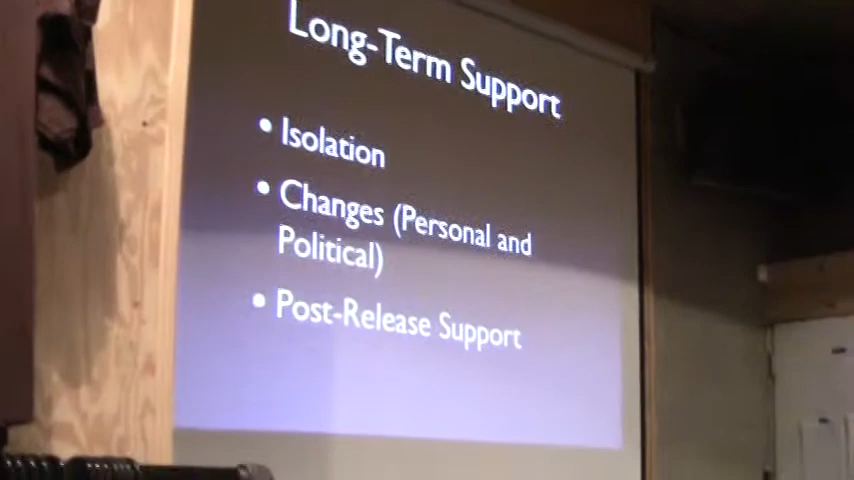 Long-Term Support
• Isolation
• Changes (Personal and
Political)
• Post-Release Support